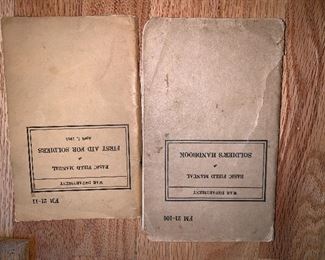 FM 21-11
WAR DEPARTMENT
BASIC FIELD MANUAL
FIRST AID FOR SOLDIERS
FM 21-100
WAR DEPARTMENT
BASIC FIELD MANUAL
SOLDIER'S HANDBOOK